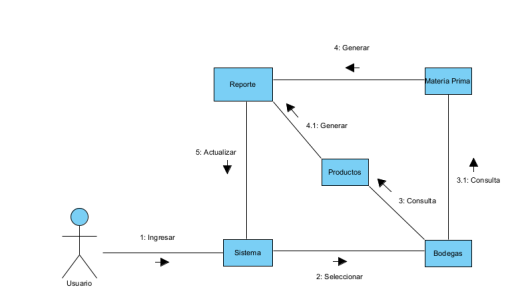 4: Generar
Reporte
Materia Prima
4.1: Generar
5: Actualizar
Productos
3.1: Consulta
3: Consulta
1: Ingresar
Sistema
Bodegas
2: Seleccionar
Usuario